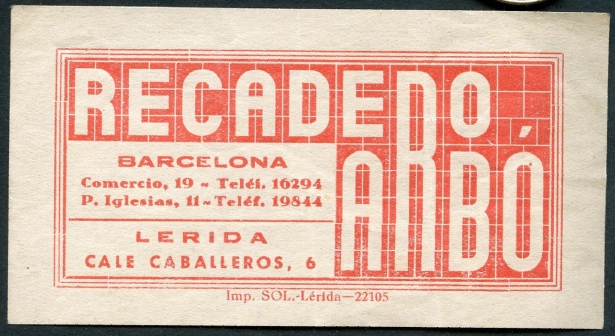 RECADERO
ARBÓ
BARCELONA
Comercio, 19 ~ Teléf. 16294
P. Iglesias, 11 ~ Teléf. 19844
LERIDA
CALE CABALLEROS, 6
Imp. SOL.-Lérida—22105